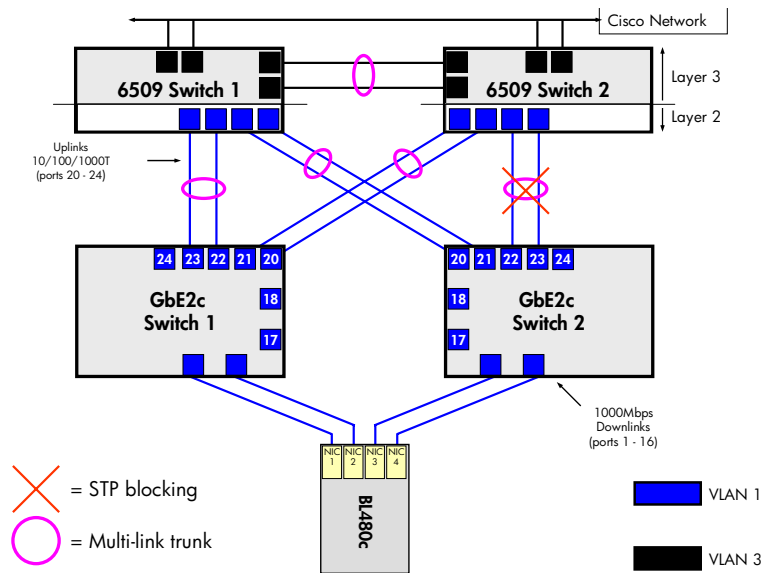 Cisco Network
6509 Switch 1
6509 Switch 2
Layer 3
Layer 2
Uplinks
10/100/1000T
(ports 20 - 24)
24 23 22 21 20
18
17
GbE2c
Switch 1
20 21 22 23 24
18
17
GbE2c
Switch 2
1000Mbps
Downlinks
(ports 1 - 16)
NIC 1
NIC 2
NIC 3
NIC 4
BL480c
= STP blocking
= Multi-link trunk
VLAN 1
VLAN 3